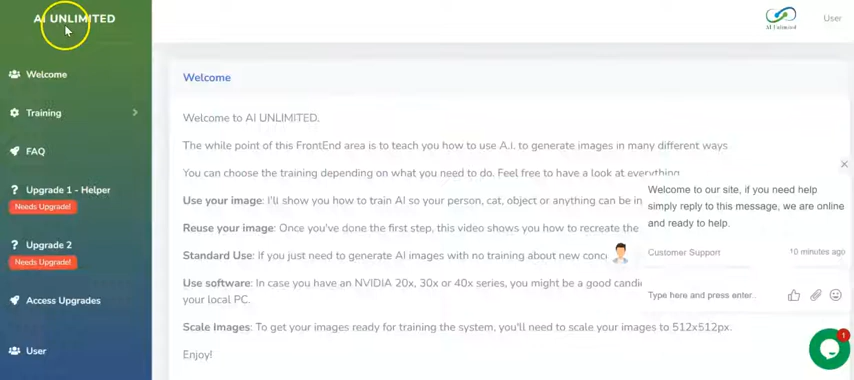 AI UNLIMITED
Welcome
Training
FAQ
Upgrade 1 - Helper
Needs Upgrade!
Upgrade 2
Needs Upgrade!
Access Upgrades
User
AI Unlimited
User
Welcome
Welcome to AI UNLIMITED.
The while point of this FrontEnd area is to teach you how to use A.i. to generate images in many different ways
You can choose the training depending on what you need to do. Feel free to have a look at everything
Use your image: I'll show you how to train AI so your person, cat, object or anything can be in
Reuse your image: Once you've done the first step, this video shows you how to recreate the
Standard Use: If you just need to generate AI images with no training about new
Use software: In case you have an NVIDIA 20x, 30x or 40x series, you might be a good
your local PC.
Scale Images: To get your images ready for training the system, you'll need to scale your images to 512x512px.
Enjoy!
Welcome to our site, if you need help
simply reply to this message, we are online
and ready to help.
Customer Support
10 minutes ago
Type here and press enter..
1